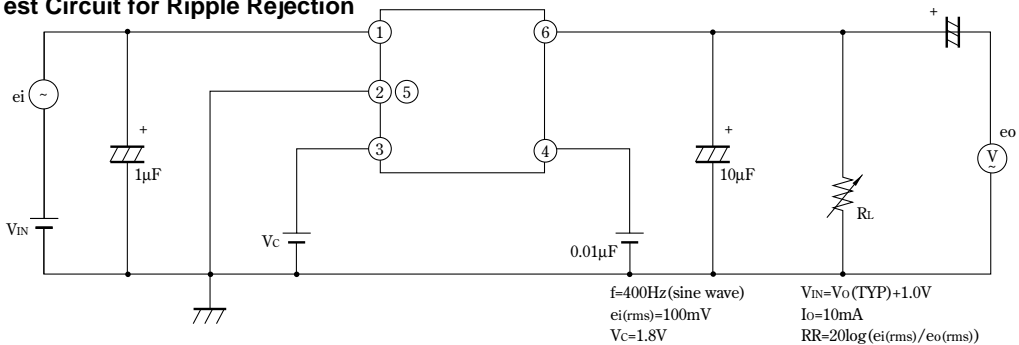 est Circuit for Ripple Rejection
+
1
6
ei
~
2 5
eo
+
+
V
~
3
4
1μF
10μF
RL
VIN
VC
0.01μF
f=400Hz(sine wave)
VIN=VO(TYP)+1.0V
ei(rms)=100mV
IO=10mA
VC=1.8V
RR=20log(ei(rms)/eo(rms))